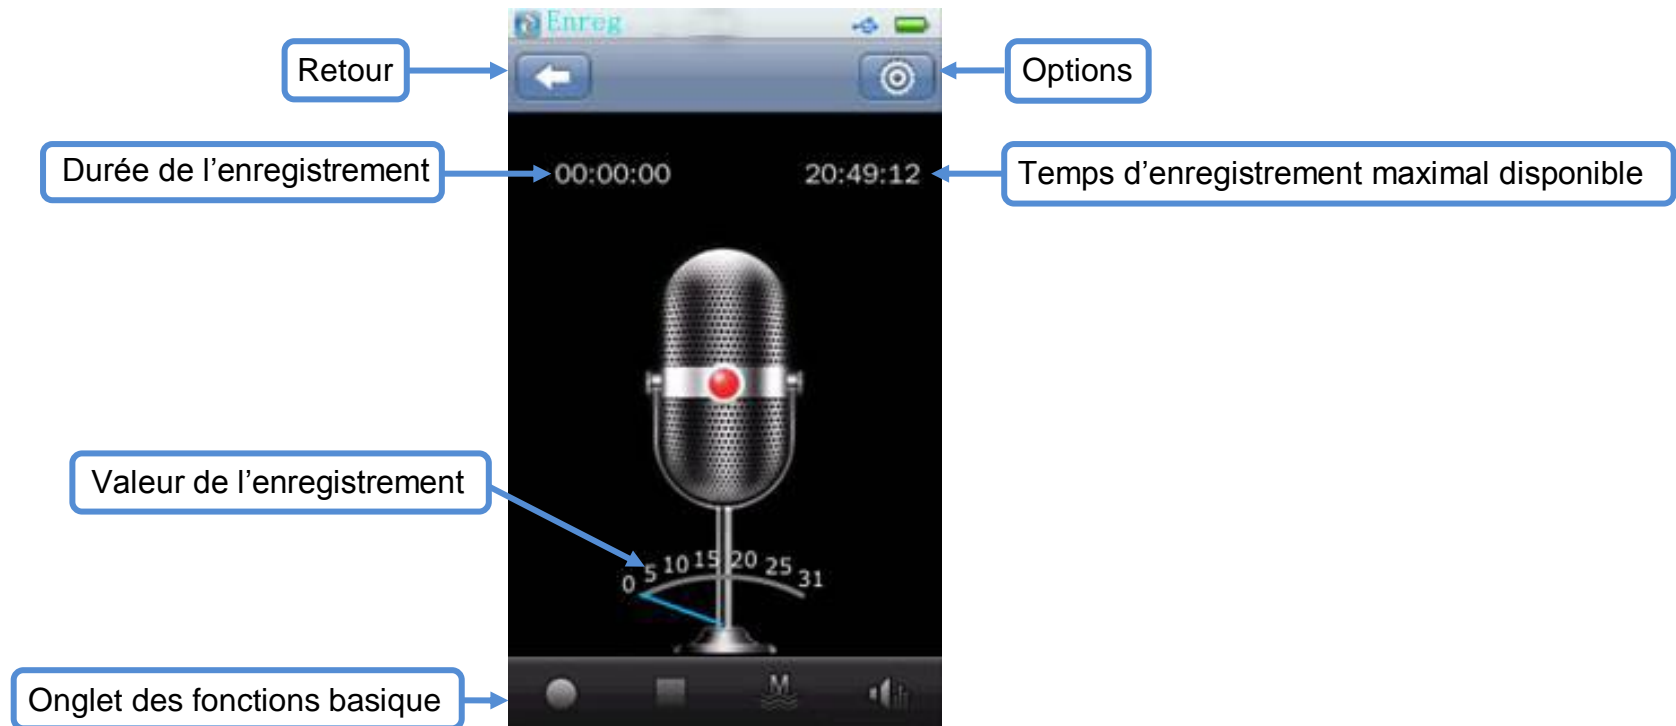 Enreg
Retour
Options
Durée de l’enregistrement
00:00:00
20:49:12
Temps d’enregistrement maximal disponible
Valeur de l’enregistrement
0 5 10 15 20 25 31
Onglet des fonctions basique
M